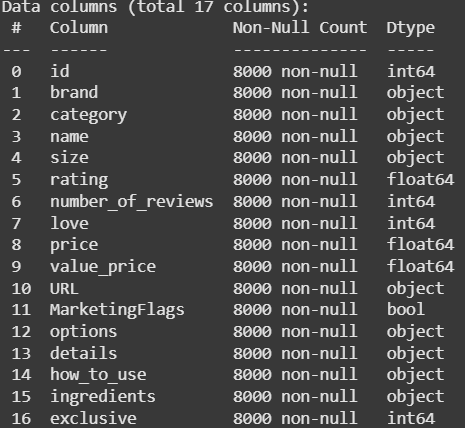 Data columns (total 17 columns):
 #   Column             Non-Null Count  Dtype
---  ------             --------------  -----
 0   id                 8000 non-null   int64
 1   brand              8000 non-null   object
 2   category           8000 non-null   object
 3   name               8000 non-null   object
 4   size               8000 non-null   object
 5   rating             8000 non-null   float64
 6   number_of_reviews  8000 non-null   int64
 7   love               8000 non-null   int64
 8   price              8000 non-null   float64
 9   value_price        8000 non-null   float64
 10  URL                8000 non-null   object
 11  MarketingFlags     8000 non-null   bool
 12  options            8000 non-null   object
 13  details            8000 non-null   object
 14  how_to_use         8000 non-null   object
 15  ingredients        8000 non-null   object
 16  exclusive          8000 non-null   int64